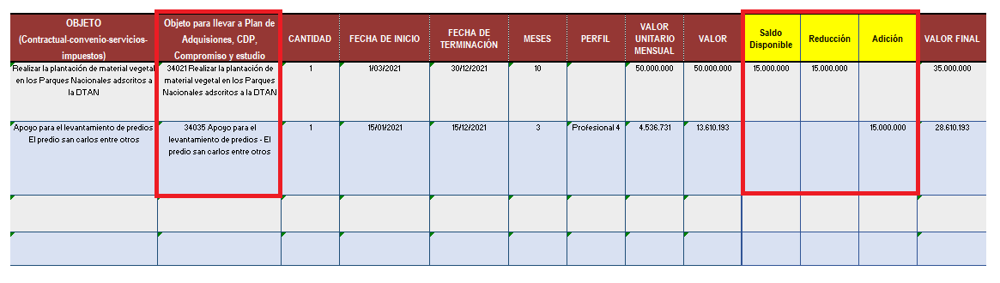 OBJETO
(Contractual-convenio-servicios-
impuestos)
Objeto para llevar a Plan de
Adquisiones, CDP,
Compromiso y estudio
CANTIDAD
FECHA DE INICIO
FECHA DE
TERMINACIÓN
MESES
PERFIL
VALOR
UNITARIO
MENSUAL
VALOR
Saldo
Disponible
Reducción
Adición
VALOR FINAL
Realizar la plantación de material vegetal
en los Parques Nacionales adscritos a
la DTAN
34021 Realizar la plantación de
material vegetal en los Parques
Nacionales adscritos a la DTAN
1
1/03/2021
30/12/2021
10
50.000.000
50.000.000
15.000.000
15.000.000
35.000.000
Apoyo para el levantamiento de predios
El predio san carlos entre otros
34035 Apoyo para el
levantamiento de predios - El
predio san carlos entre otros
1
15/01/2021
15/12/2021
3
Profesional 4
4.536.731
13.610.193
15.000.000
28.610.193